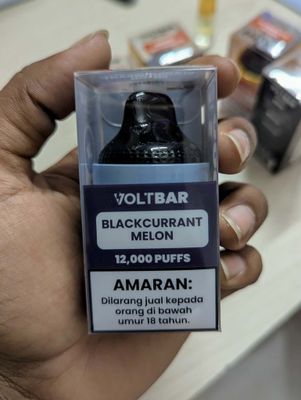 VOLTBAR
BLACKCURRANT
MELON
12,000 PUFFS
AMARAN:
Dilarang jual kepada
orang di bawah
umur 18 tahun.